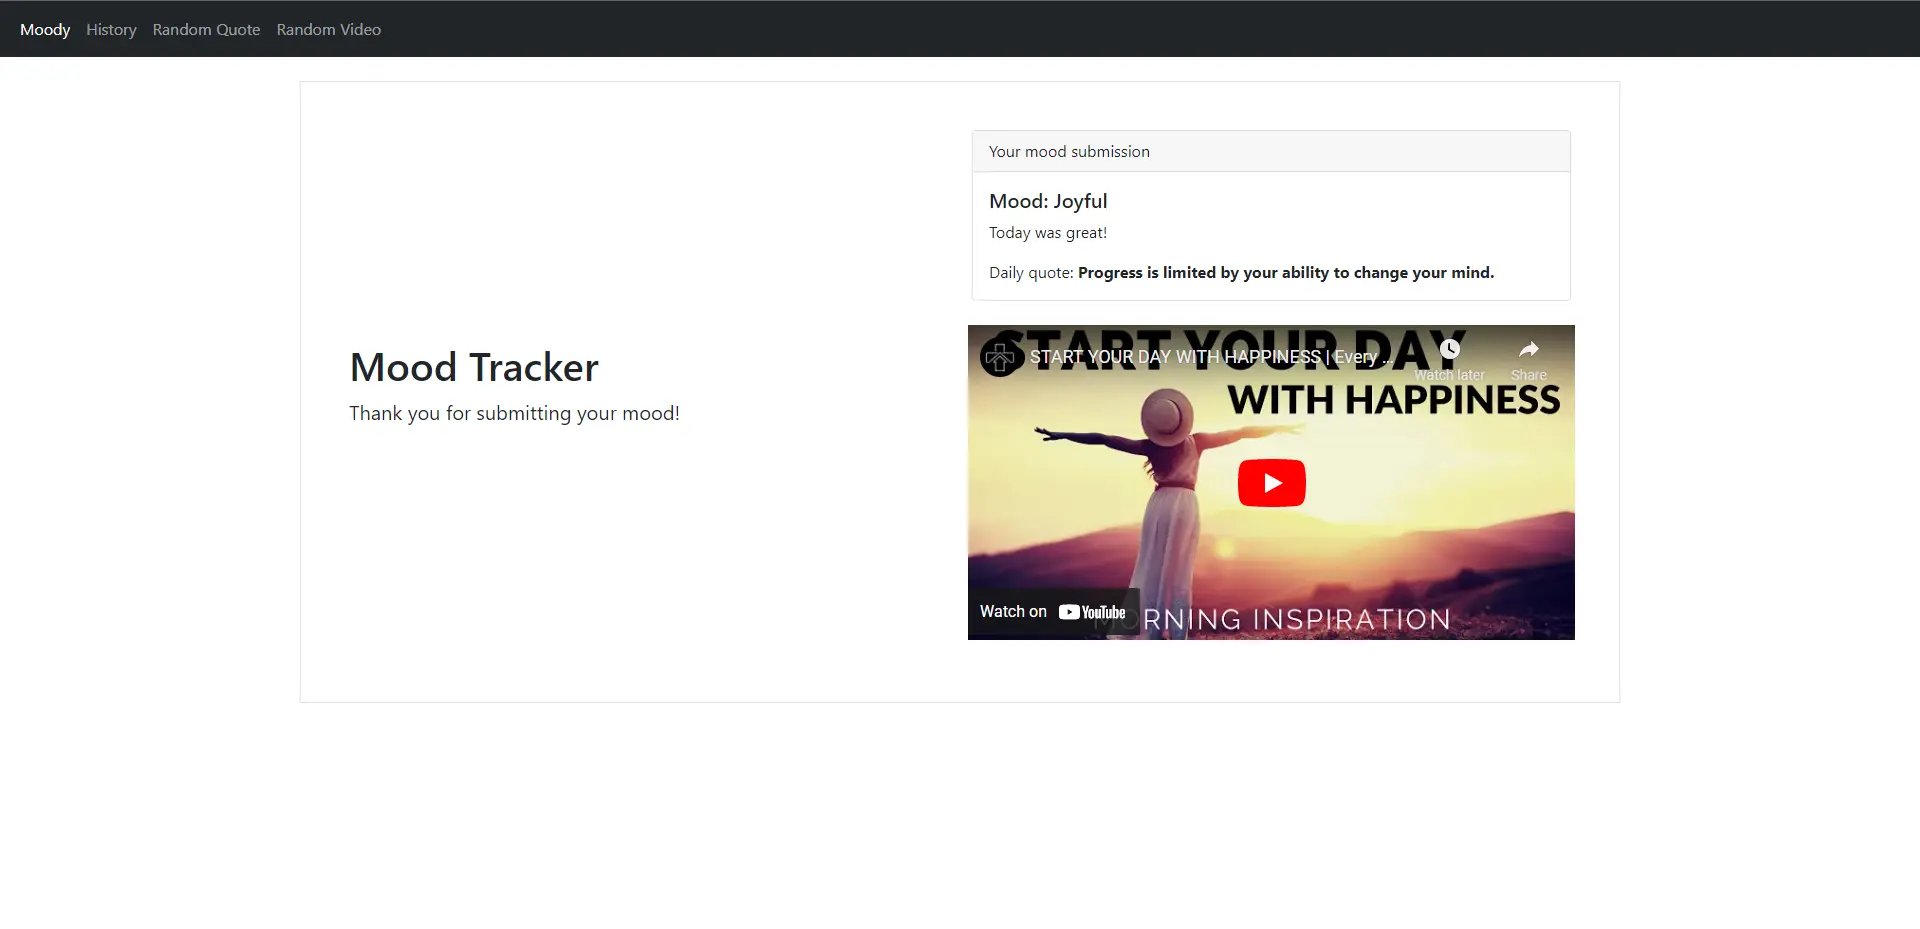 Moody History Random Quote Random Video
Mood Tracker
Thank you for submitting your mood!
Your mood submission
Mood: Joyful
Today was great!
Daily quote: Progress is limited by your ability to change your mind.
START YOUR DAY
START YOUR DAY WITH HAPPINESS | Every ...
Watch later
Share
WITH HAPPINESS
Watch on YouTube
MORNING INSPIRATION